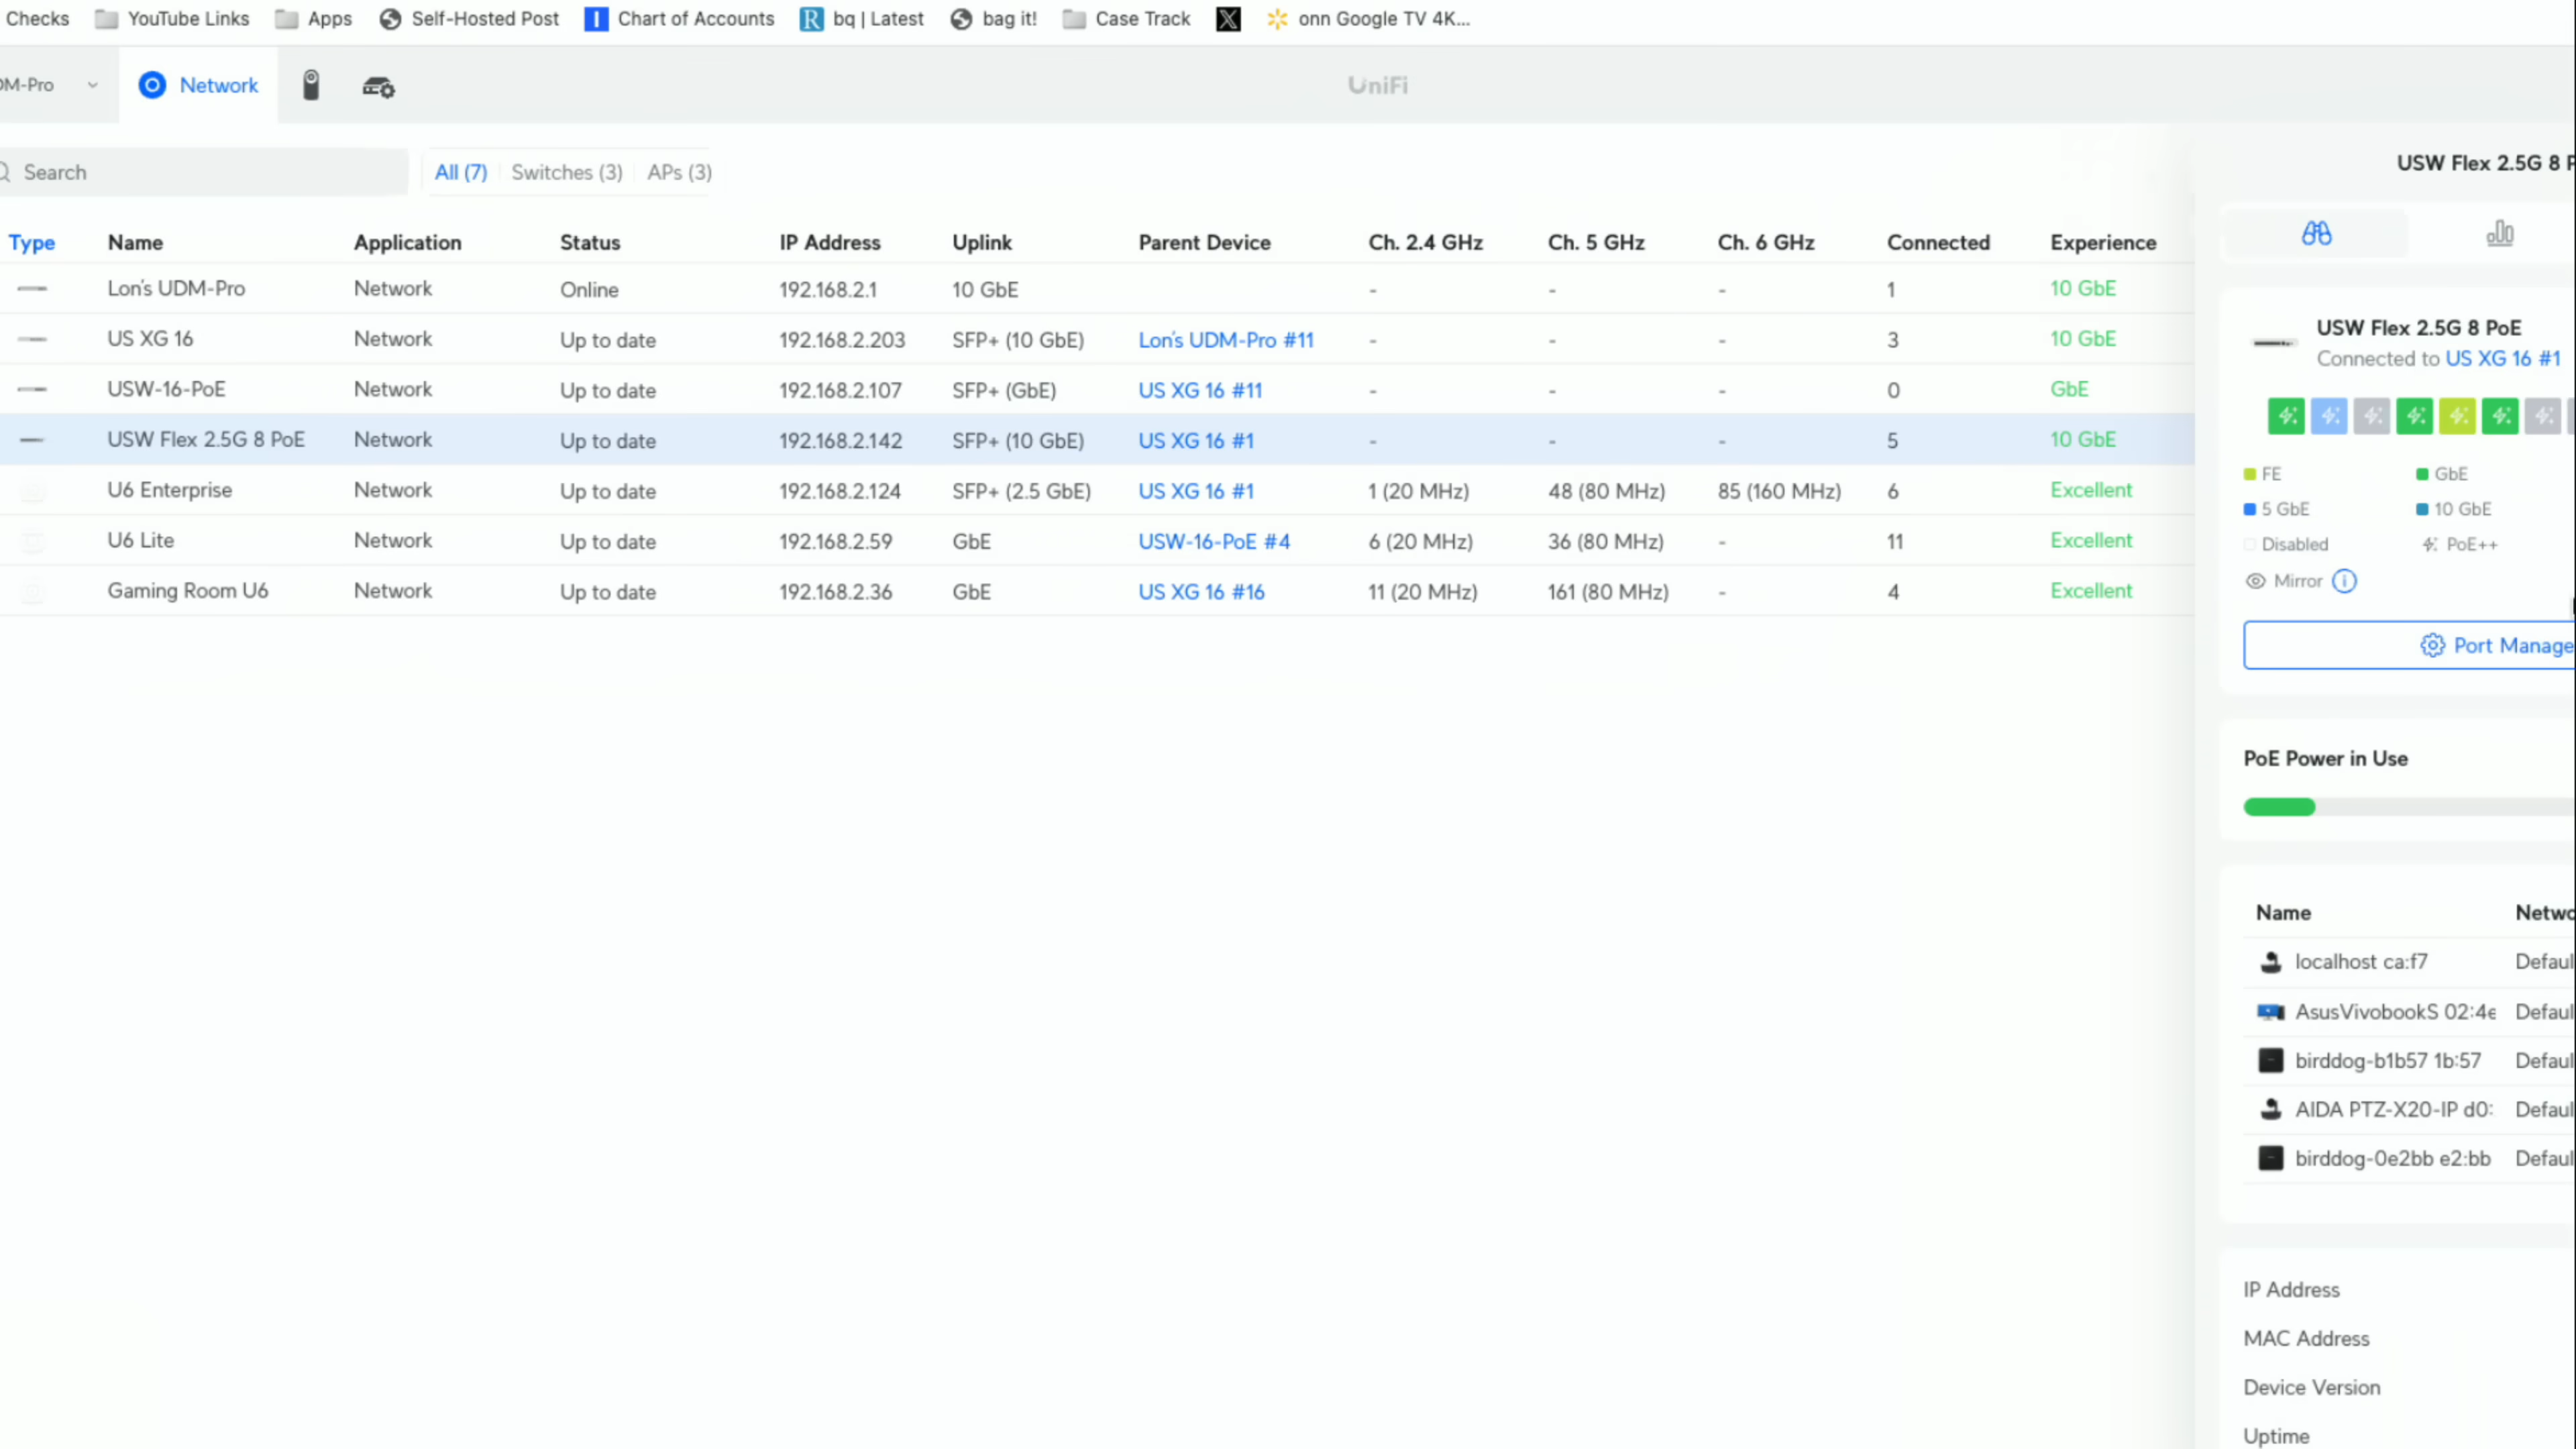 Checks YouTube Links Apps Self-Hosted Post Chart of Accounts bq | Latest bag it! Case Track onn Google TV 4K...
DM-Pro Network UniFi
Search All (7) Switches (3) APs (3)
Type Name Application Status IP Address Uplink Parent Device Ch. 2.4 GHz Ch. 5 GHz Ch. 6 GHz Connected Experience
Lon's UDM-Pro Network Online 192.168.2.1 10 GbE - - - 1 10 GbE
US XG 16 Network Up to date 192.168.2.203 SFP+ (10 GbE) Lon's UDM-Pro #11 - - - 3 10 GbE
USW-16-PoE Network Up to date 192.168.2.107 SFP+ (GbE) US XG 16 #11 - - - 0 GbE
USW Flex 2.5G 8 PoE Network Up to date 192.168.2.142 SFP+ (10 GbE) US XG 16 #1 - - - 5 10 GbE
U6 Enterprise Network Up to date 192.168.2.124 SFP+ (2.5 GbE) US XG 16 #1 1 (20 MHz) 48 (80 MHz) 85 (160 MHz) 6 Excellent
U6 Lite Network Up to date 192.168.2.59 GbE USW-16-PoE #4 6 (20 MHz) 36 (80 MHz) - 11 Excellent
Gaming Room U6 Network Up to date 192.168.2.36 GbE US XG 16 #16 11 (20 MHz) 161 (80 MHz) - 4 Excellent
USW Flex 2.5G 8 P
USW Flex 2.5G 8 PoE
Connected to US XG 16 #1
FE GbE
5 GbE 10 GbE
Disabled PoE++
Mirror
Port Manage
PoE Power in Use
Name Netwo
localhost ca:f7 Defaul
AsusVivobookS 02:4e Defaul
birddog-b1b57 1b:57 Defaul
AIDA PTZ-X20-IP d0: Defaul
birddog-0e2bb e2:bb Defaul
IP Address
MAC Address
Device Version
Uptime